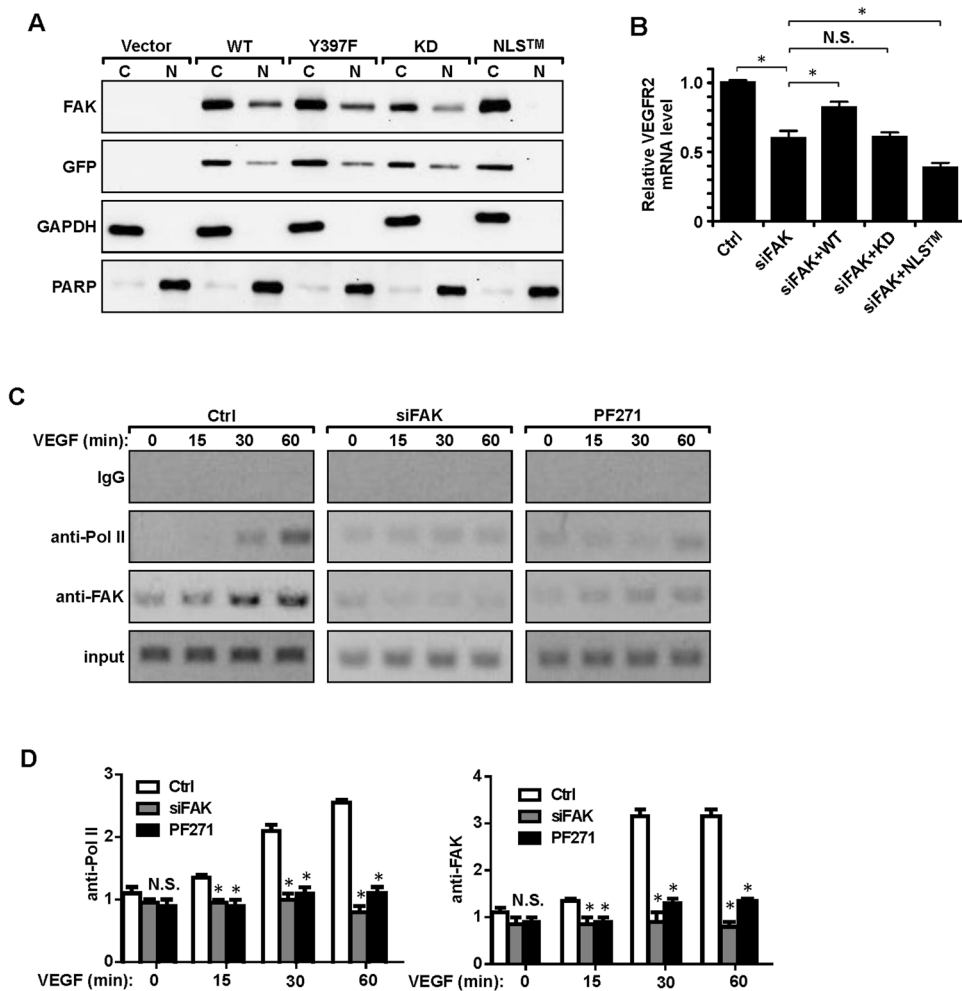 A
Vector WT Y397F KD NLS™
C N C N C N C N C N
FAK
GFP
GAPDH
PARP
B
Relative VEGFR2
mRNA level
*
N.S.
* *
1.0
0.5
0
Ctrl
siFAK
siFAK+WT
siFAK+KD
siFAK+NLS™
C
Ctrl siFAK PF271
VEGF (min): 0 15 30 60 0 15 30 60 0 15 30 60
IgG
anti-Pol II
anti-FAK
input
D
anti-Pol II
3
2
1
0
Ctrl
siFAK
PF271
N.S.
* *
* *
* *
VEGF (min): 0 15 30 60
anti-FAK
4
3
2
1
0
Ctrl
siFAK
PF271
N.S.
* *
* *
* *
VEGF (min): 0 15 30 60